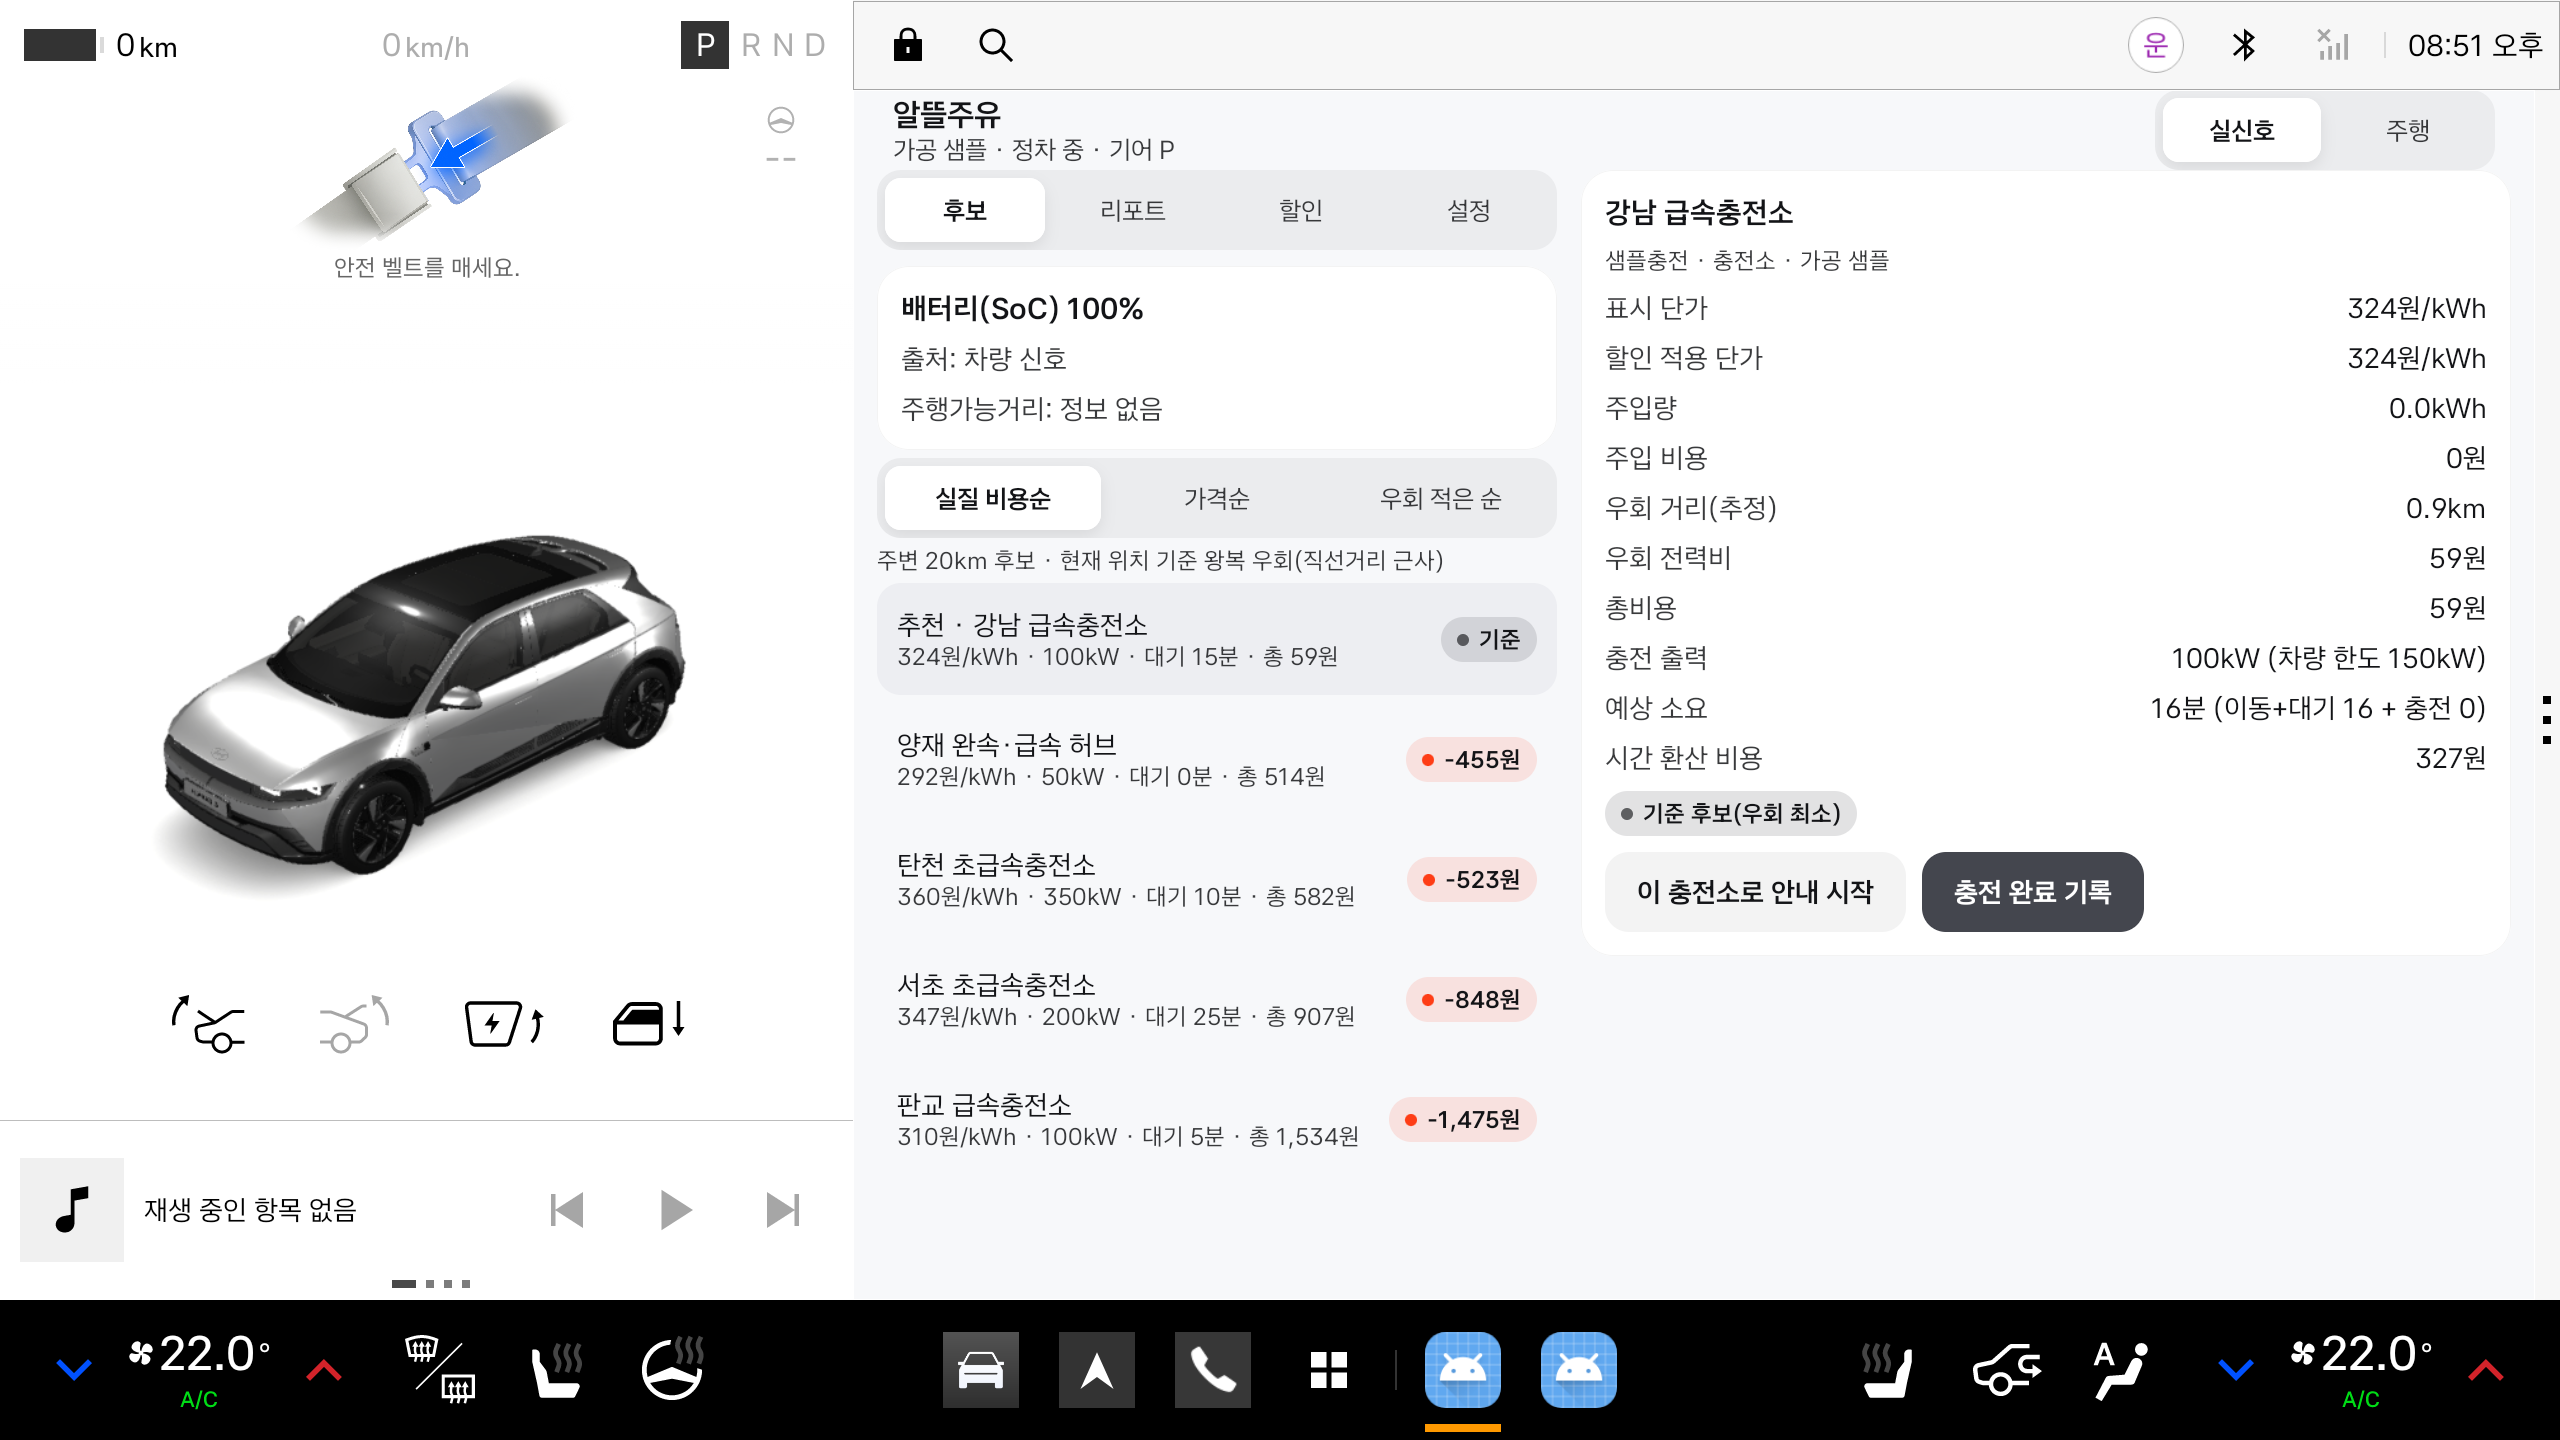 0 km
0 km/h
P R N D
안전 벨트를 매세요.
재생 중인 항목 없음
운
08:51 오후
알뜰주유
가공 샘플 · 정차 중 · 기어 P
실신호
주행
후보
리포트
할인
설정
배터리(SoC) 100%
출처: 차량 신호
주행가능거리: 정보 없음
실질 비용순
가격순
우회 적은 순
주변 20km 후보 · 현재 위치 기준 왕복 우회(직선거리 근사)
추천 · 강남 급속충전소
324원/kWh · 100kW · 대기 15분 · 총 59원
기준
양재 완속·급속 허브
292원/kWh · 50kW · 대기 0분 · 총 514원
-455원
탄천 초급속충전소
360원/kWh · 350kW · 대기 10분 · 총 582원
-523원
서초 초급속충전소
347원/kWh · 200kW · 대기 25분 · 총 907원
-848원
판교 급속충전소
310원/kWh · 100kW · 대기 5분 · 총 1,534원
-1,475원
강남 급속충전소
샘플충전 · 충전소 · 가공 샘플
표시 단가 324원/kWh
할인 적용 단가 324원/kWh
주입량 0.0kWh
주입 비용 0원
우회 거리(추정) 0.9km
우회 전력비 59원
총비용 59원
충전 출력 100kW (차량 한도 150kW)
예상 소요 16분 (이동+대기 16 + 충전 0)
시간 환산 비용 327원
기준 후보(우회 최소)
이 충전소로 안내 시작
충전 완료 기록
22.0°
A/C
A
22.0°
A/C